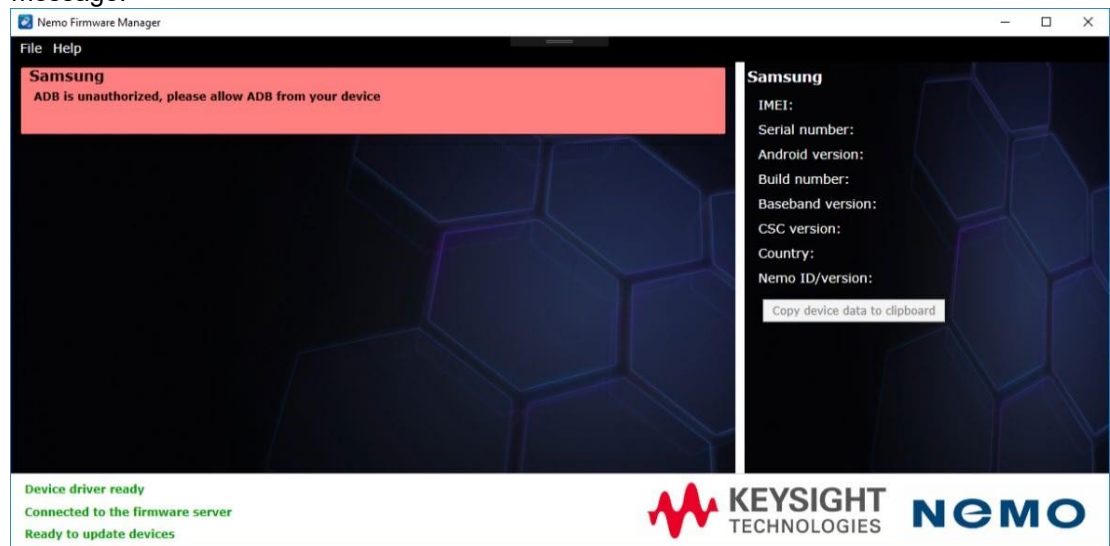 message:
Nemo Firmware Manager
File Help
Samsung
ADB is unauthorized, please allow ADB from your device
Samsung
IMEI:
Serial number:
Android version:
Build number:
Baseband version:
CSC version:
Country:
Nemo ID/version:
Copy device data to clipboard
Device driver ready
Connected to the firmware server
Ready to update devices
KEYSIGHT
TECHNOLOGIES
NEMO